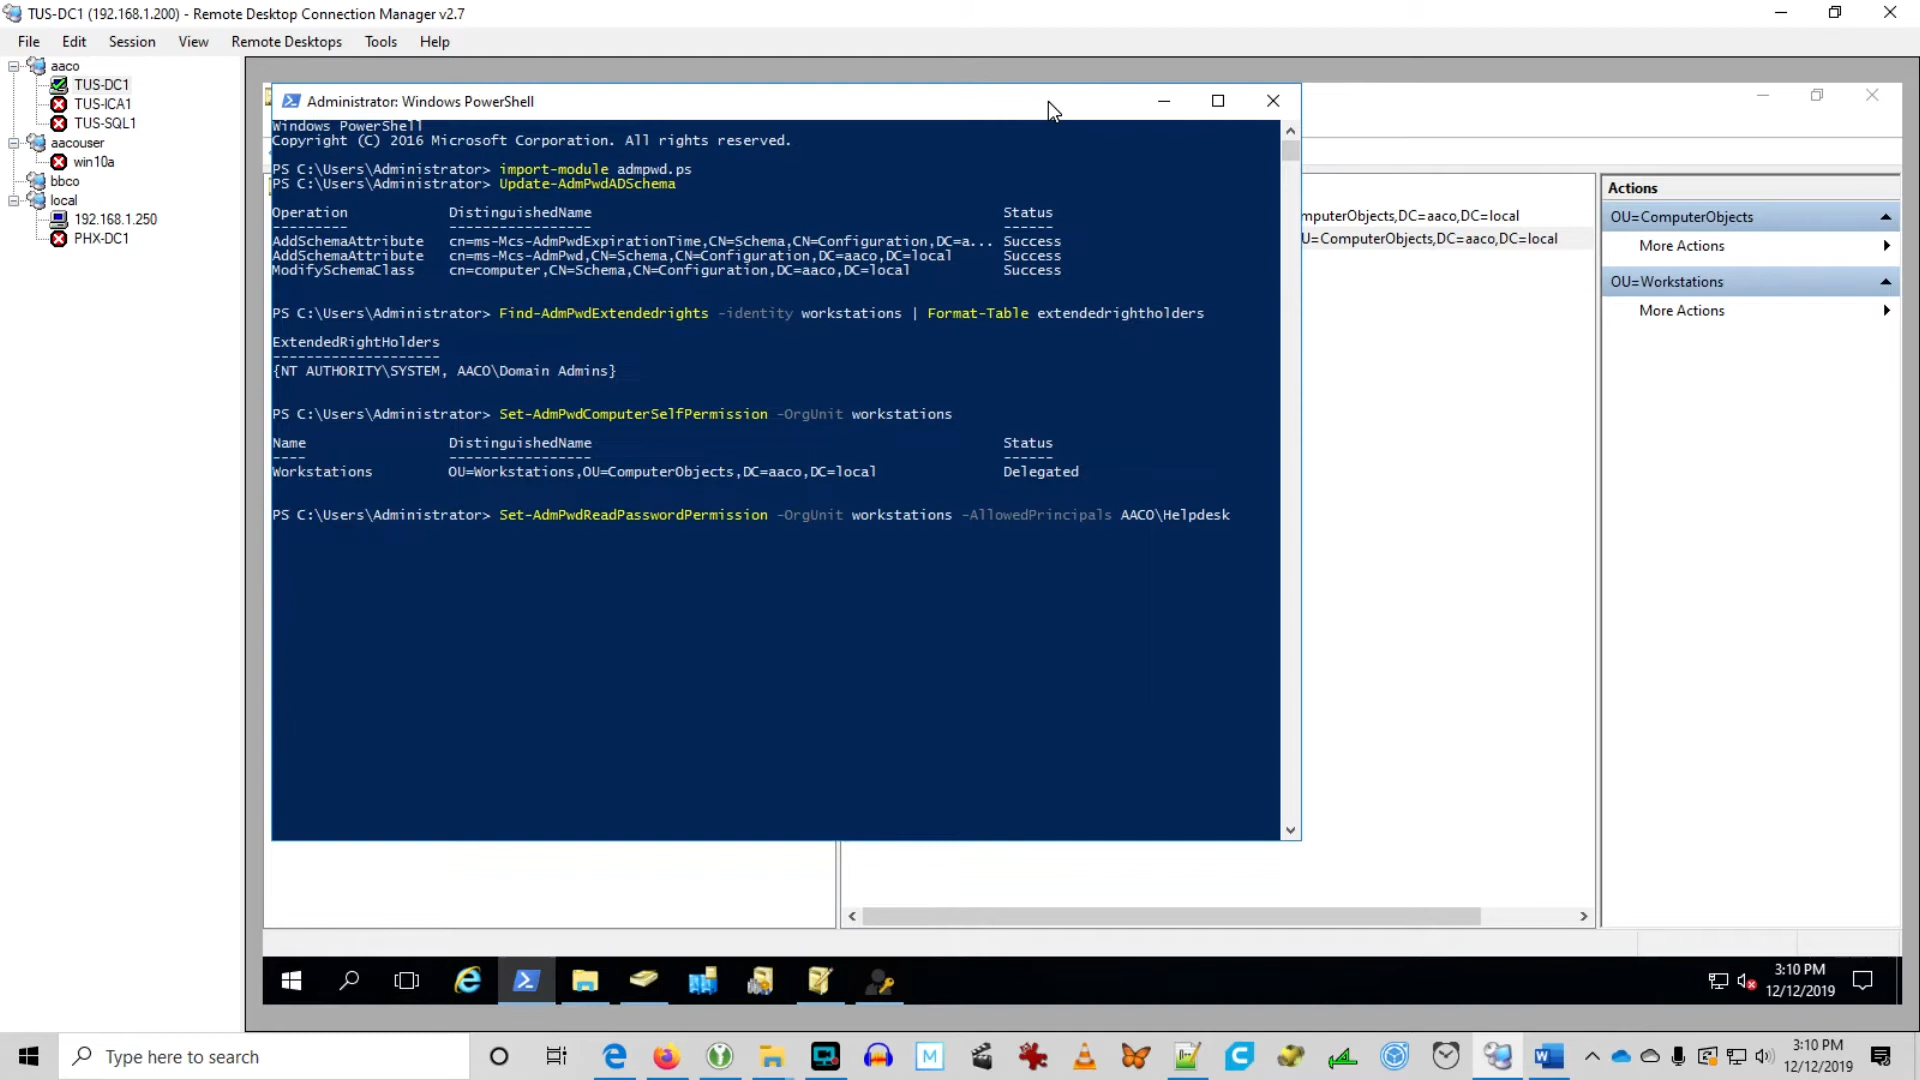 TUS-DC1 (192.168.1.200) - Remote Desktop Connection Manager v2.7
File Edit Session View Remote Desktops Tools Help
aaco
TUS-DC1
TUS-ICA1
TUS-SQL1
aacouser
win10a
bbco
local
192.168.1.250
PHX-DC1
Administrator: Windows PowerShell
Windows PowerShell
Copyright (C) 2016 Microsoft Corporation. All rights reserved.
PS C:\Users\Administrator> import-module admpwd.ps
PS C:\Users\Administrator> Update-AdmPwdADSchema
Operation DistinguishedName Status
--------- ----------------- ------
AddSchemaAttribute cn=ms-Mcs-AdmPwdExpirationTime,CN=Schema,CN=Configuration,DC=a... Success
AddSchemaAttribute cn=ms-Mcs-AdmPwd,CN=Schema,CN=Configuration,DC=aaco,DC=local Success
ModifySchemaClass cn=computer,CN=Schema,CN=Configuration,DC=aaco,DC=local Success
PS C:\Users\Administrator> Find-AdmPwdExtendedrights -identity workstations | Format-Table extendedrightholders
ExtendedRightHolders
--------------------
{NT AUTHORITY\SYSTEM, AACO\Domain Admins}
PS C:\Users\Administrator> Set-AdmPwdComputerSelfPermission -OrgUnit workstations
Name DistinguishedName Status
---- ----------------- ------
Workstations OU=Workstations,OU=ComputerObjects,DC=aaco,DC=local Delegated
PS C:\Users\Administrator> Set-AdmPwdReadPasswordPermission -OrgUnit workstations -AllowedPrincipals AACO\Helpdesk
mputerObjects,DC=aaco,DC=local
U=ComputerObjects,DC=aaco,DC=local
Actions
OU=ComputerObjects
More Actions
OU=Workstations
More Actions
3:10 PM
12/12/2019
Type here to search
M
3:10 PM
12/12/2019